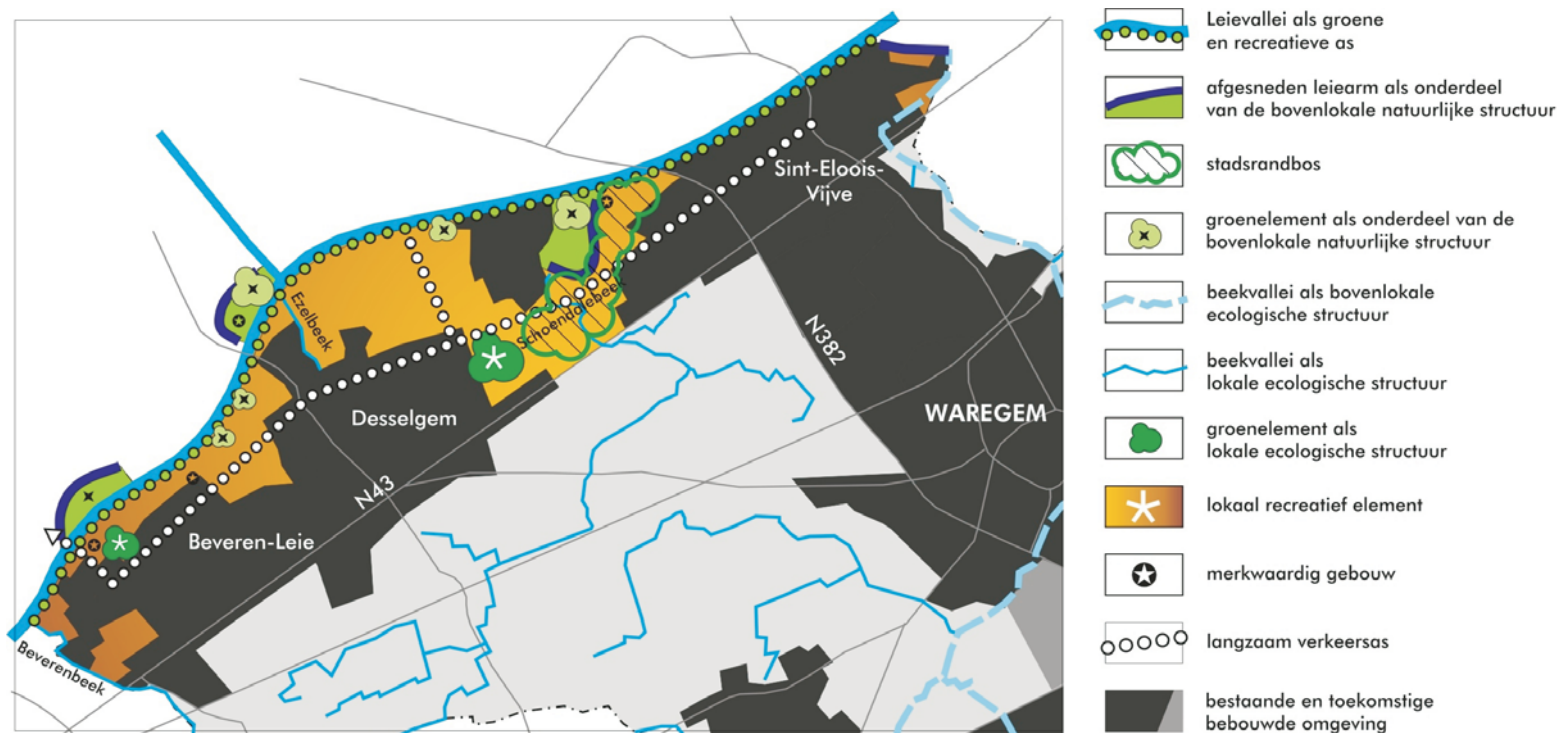 Sint-Eloois-
Vijve
Ezelbeek
Schoendalebeek
N382
Desselgem
WAREGEM
N43
Beveren-Leie
Beverenbeek
Leievallei als groene
en recreatieve as
afgesneden leiearm als onderdeel
van de bovenlokale natuurlijke structuur
stadsrandbos
groenelement als onderdeel van de
bovenlokale natuurlijke structuur
beekvallei als bovenlokale
ecologische structuur
beekvallei als
lokale ecologische structuur
groenelement als
lokale ecologische structuur
lokaal recreatief element
merkwaardig gebouw
langzaam verkeersas
bestaande en toekomstige
bebouwde omgeving